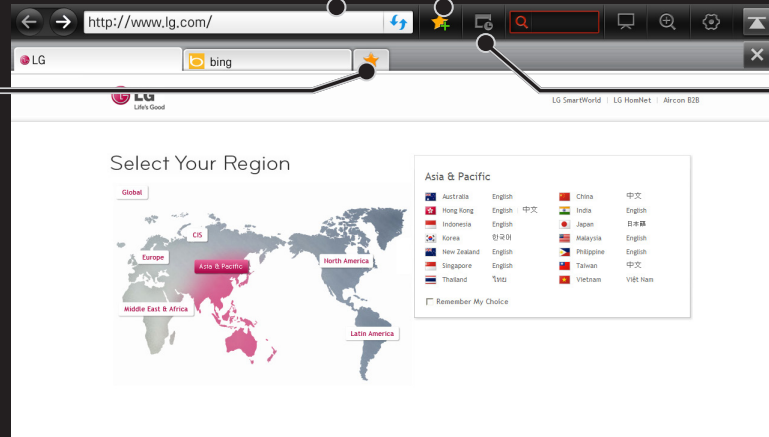 http://www.lg.com/
LG
bing
LG
Life's Good
LG SmartWorld | LG HomNet | Aircon B2B
Select Your Region
Global
CIS
Europe
Asia & Pacific
North America
Middle East & Africa
Latin America
Asia & Pacific
Australia English China 中文
Hong Kong English 中文 India English
Indonesia English Japan 日本語
Korea 한국어 Malaysia English
New Zealand English Philippine English
Singapore English Taiwan 中文
Thailand ไทย Vietnam Việt Nam
Remember My Choice